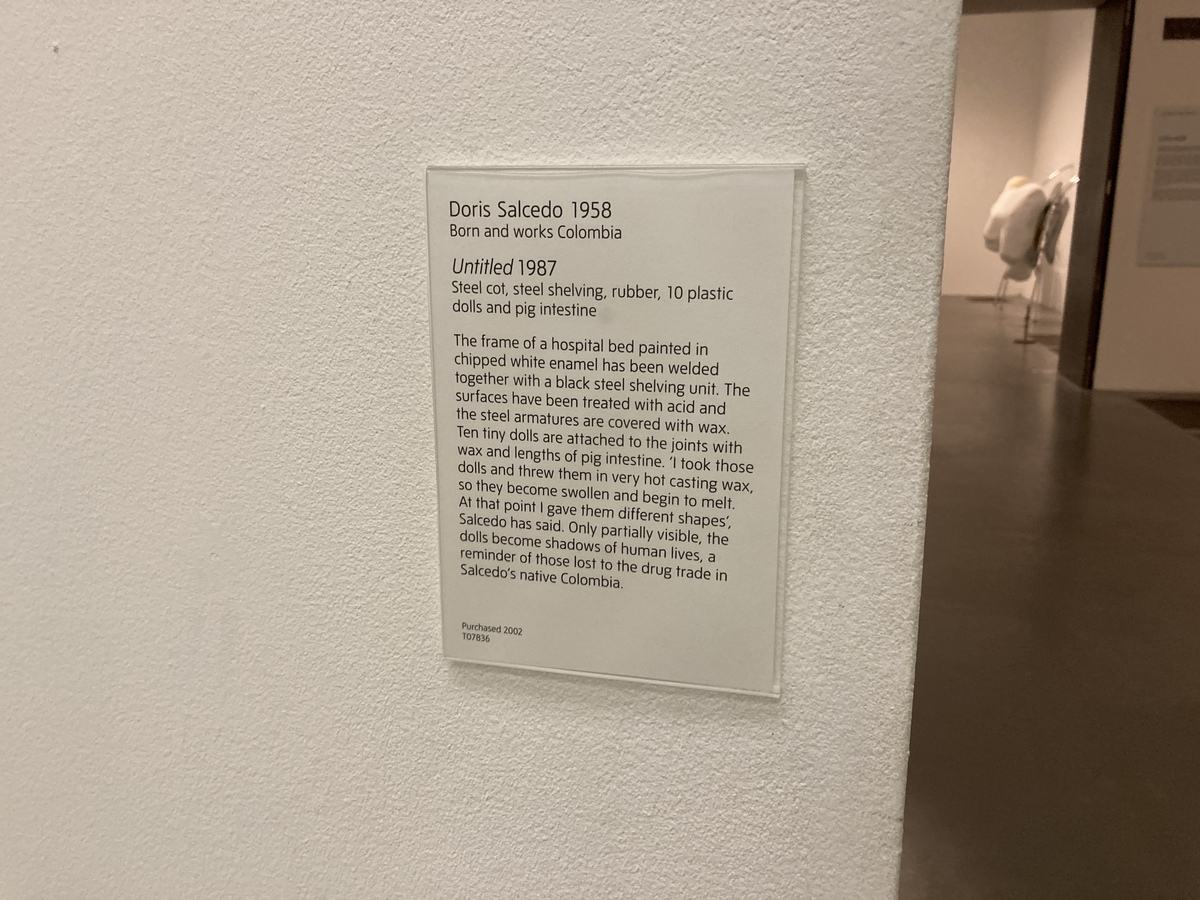 Doris Salcedo 1958
Born and works Colombia
Untitled 1987
Steel cot, steel shelving, rubber, 10 plastic
dolls and pig intestine
The frame of a hospital bed painted in
chipped white enamel has been welded
together with a black steel shelving unit. The
surfaces have been treated with acid and
the steel armatures are covered with wax.
Ten tiny dolls are attached to the joints with
wax and lengths of pig intestine. ‘I took those
dolls and threw them in very hot casting wax,
so they become swollen and begin to melt.
At that point I gave them different shapes’,
Salcedo has said. Only partially visible, the
dolls become shadows of human lives, a
reminder of those lost to the drug trade in
Salcedo’s native Colombia.
Purchased 2002
T07836